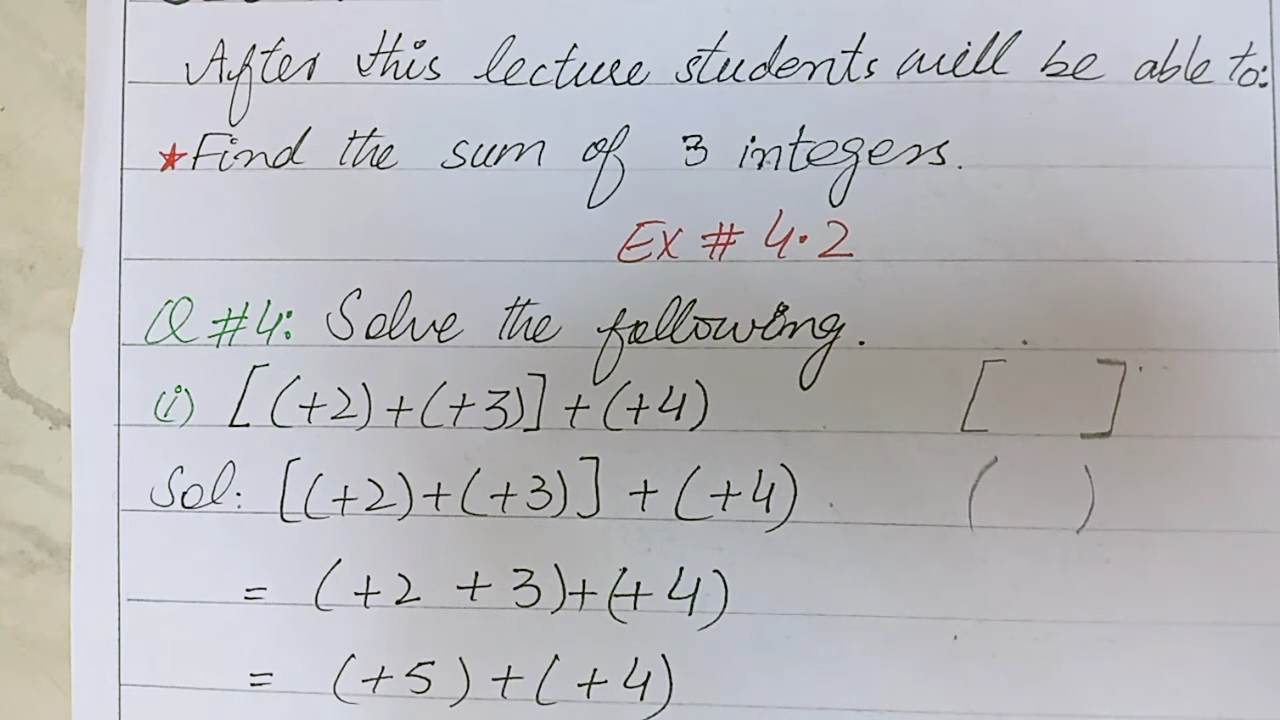 After this lecture students will be able to:
★Find the sum of 3 integers.
Ex # 4.2
Q #4: Solve the following.
(i) [(+2)+(+3)]+(+4) [ ]
Sol: [(+2)+(+3)] + (+4) ( )
= (+2 +3)+(+4)
= (+5)+(+4)